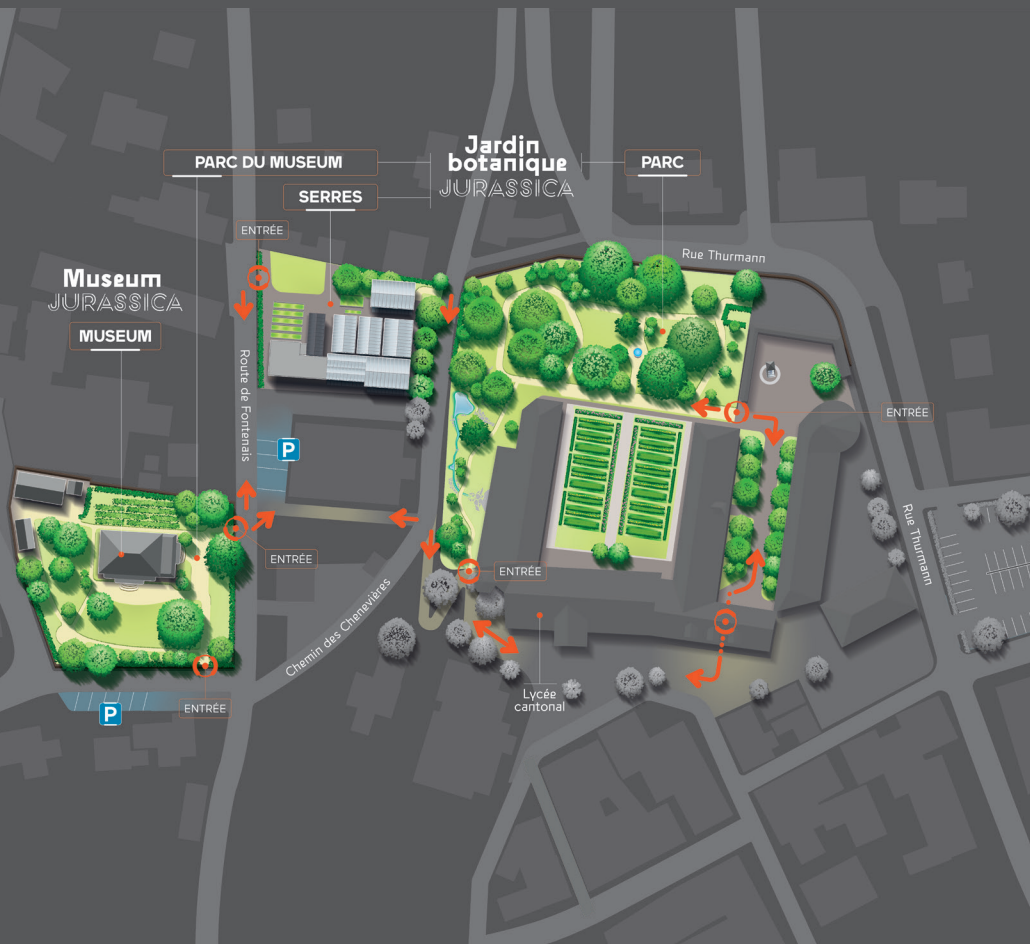 Jardin
botanique
JURASSICA
PARC DU MUSEUM
PARC
SERRES
ENTRÉE
Rue Thurmann
Museum
JURASSICA
MUSEUM
Route de Fontenais
ENTRÉE
P
Rue Thurmann
ENTRÉE
ENTRÉE
Chemin des Chenevières
Lycée
cantonal
ENTRÉE
P